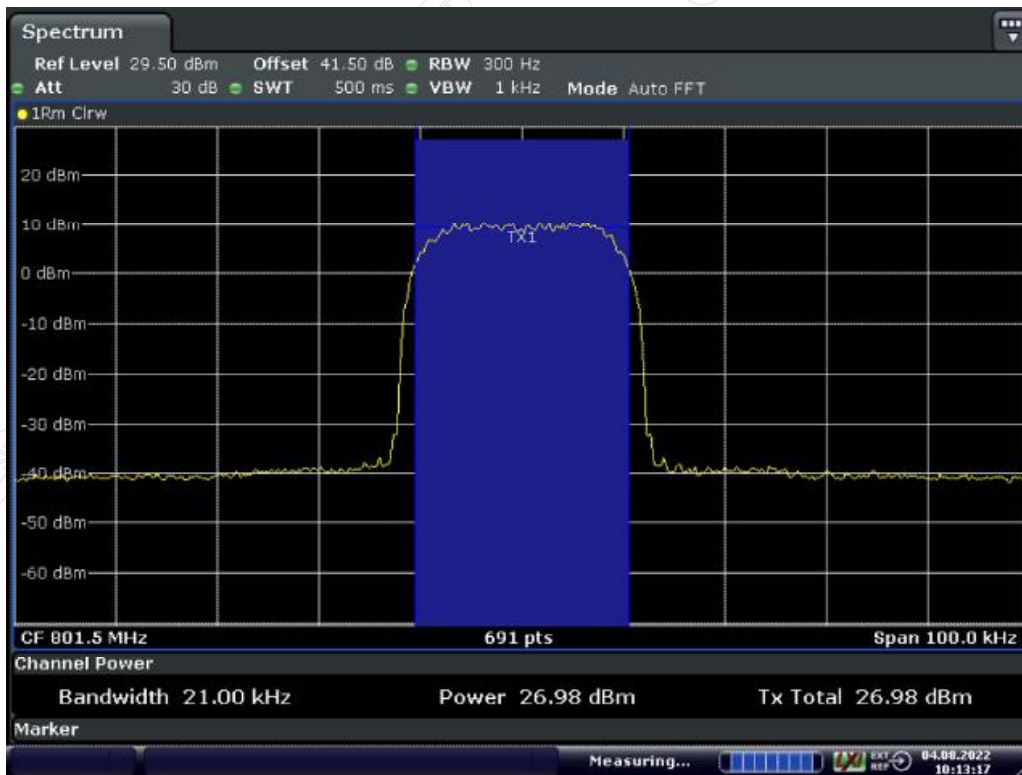 Spectrum
Ref Level 29.50 dBm Offset 41.50 dB RBW 300 Hz
Att 30 dB SWT 500 ms VBW 1 kHz Mode Auto FFT
1Rm Clrw
20 dBm
10 dBm
TX1
0 dBm
-10 dBm
-20 dBm
-30 dBm
-40 dBm
-50 dBm
-60 dBm
CF 801.5 MHz 691 pts Span 100.0 kHz
Channel Power
Bandwidth 21.00 kHz Power 26.98 dBm Tx Total 26.98 dBm
Marker
Measuring... LXI EXT REF 04.08.2022
10:13:17